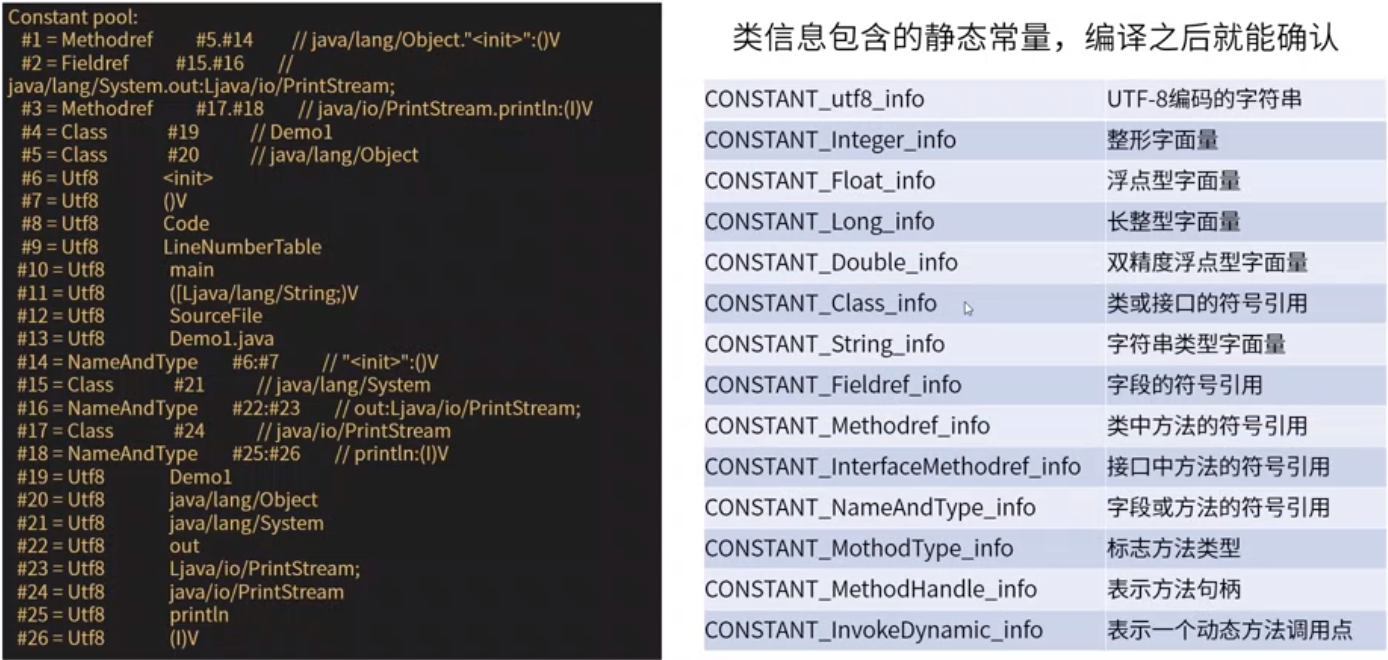 Constant pool:
#1 = Methodref #5.#14 // java/lang/Object."<init>":()V
#2 = Fieldref #15.#16 //
java/lang/System.out:Ljava/io/PrintStream;
#3 = Methodref #17.#18 // java/io/PrintStream.println:(I)V
#4 = Class #19 // Demo1
#5 = Class #20 // java/lang/Object
#6 = Utf8 <init>
#7 = Utf8 ()V
#8 = Utf8 Code
#9 = Utf8 LineNumberTable
#10 = Utf8 main
#11 = Utf8 ([Ljava/lang/String;)V
#12 = Utf8 SourceFile
#13 = Utf8 Demo1.java
#14 = NameAndType #6:#7 // "<init>":()V
#15 = Class #21 // java/lang/System
#16 = NameAndType #22:#23 // out:Ljava/io/PrintStream;
#17 = Class #24 // java/io/PrintStream
#18 = NameAndType #25:#26 // println:(I)V
#19 = Utf8 Demo1
#20 = Utf8 java/lang/Object
#21 = Utf8 java/lang/System
#22 = Utf8 out
#23 = Utf8 Ljava/io/PrintStream;
#24 = Utf8 java/io/PrintStream
#25 = Utf8 println
#26 = Utf8 (I)V
类信息包含的静态常量，编译之后就能确认
CONSTANT_utf8_info UTF-8编码的字符串
CONSTANT_Integer_info 整形字面量
CONSTANT_Float_info 浮点型字面量
CONSTANT_Long_info 长整型字面量
CONSTANT_Double_info 双精度浮点型字面量
CONSTANT_Class_info 类或接口的符号引用
CONSTANT_String_info 字符串类型字面量
CONSTANT_Fieldref_info 字段的符号引用
CONSTANT_Methodref_info 类中方法的符号引用
CONSTANT_InterfaceMethodref_info 接口中方法的符号引用
CONSTANT_NameAndType_info 字段或方法的符号引用
CONSTANT_MothodType_info 标志方法类型
CONSTANT_MethodHandle_info 表示方法句柄
CONSTANT_InvokeDynamic_info 表示一个动态方法调用点